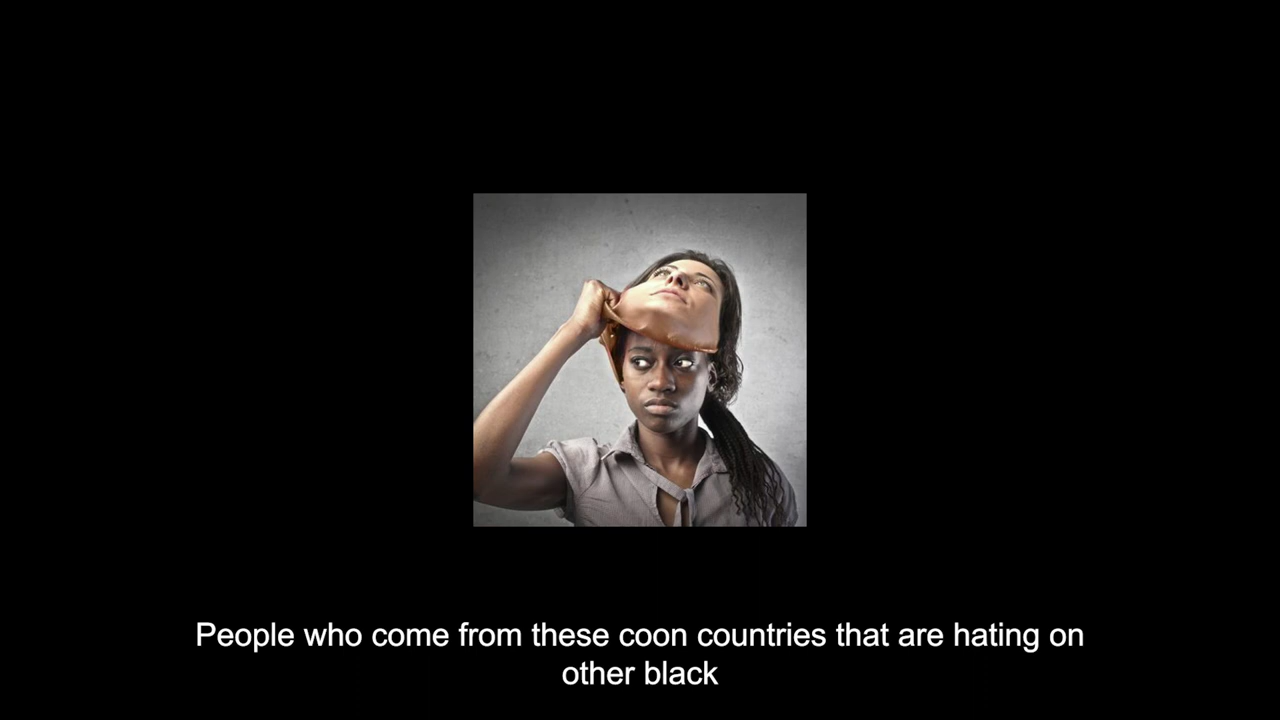 People who come from these coon countries that are hating on
other black